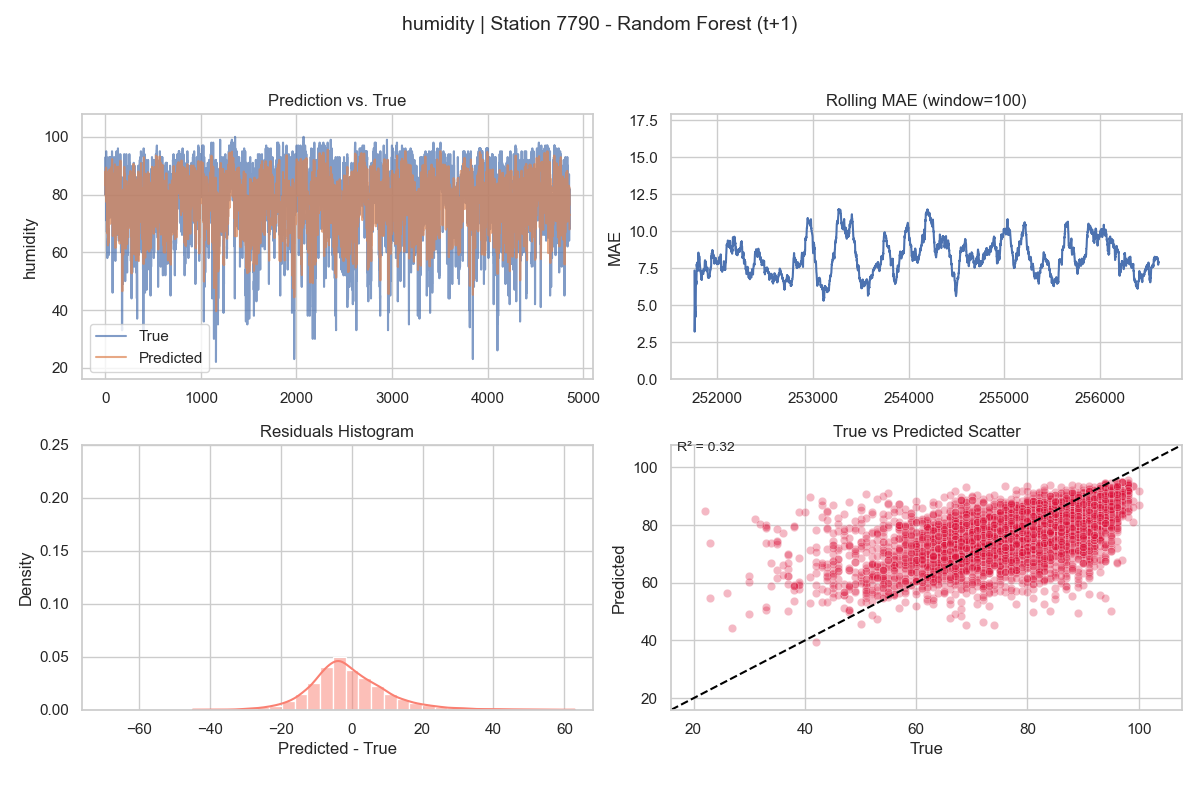 humidity | Station 7790 - Random Forest (t+1)
Prediction vs. True
humidity
100
80
60
40
20
True
Predicted
0 1000 2000 3000 4000 5000
Rolling MAE (window=100)
MAE
17.5
15.0
12.5
10.0
7.5
5.0
2.5
0.0
252000 253000 254000 255000 256000
Residuals Histogram
Density
0.25
0.20
0.15
0.10
0.05
0.00
−60 −40 −20 0 20 40 60
Predicted - True
True vs Predicted Scatter
R² = 0.32
Predicted
100
80
60
40
20
20 40 60 80 100
True